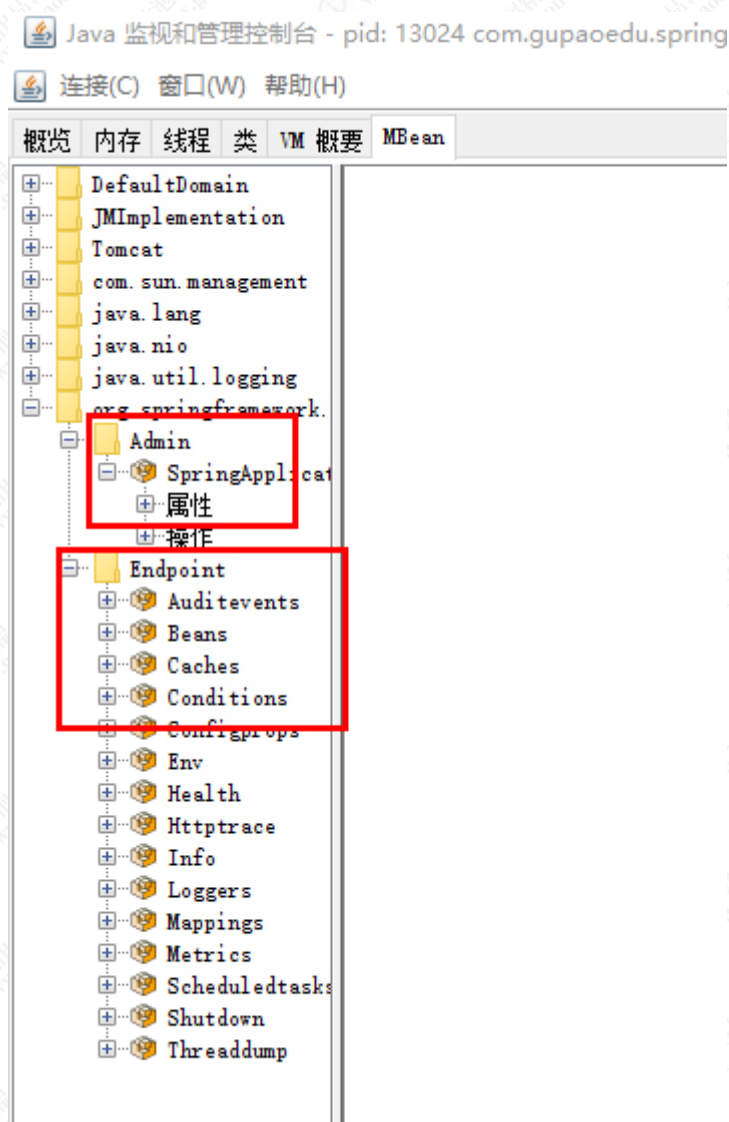 Java 监视和管理控制台 - pid: 13024 com.gupaoedu.spring
连接(C) 窗口(W) 帮助(H)
概览 内存 线程 类 VM 概要 MBean
DefaultDomain
JMImplementation
Tomcat
com.sun.management
java.lang
java.nio
java.util.logging
org.springframework.
Admin
SpringApplicat
属性
操作
Endpoint
Auditevents
Beans
Caches
Conditions
Configprops
Env
Health
Httptrace
Info
Loggers
Mappings
Metrics
Scheduledtasks
Shutdown
Threaddump